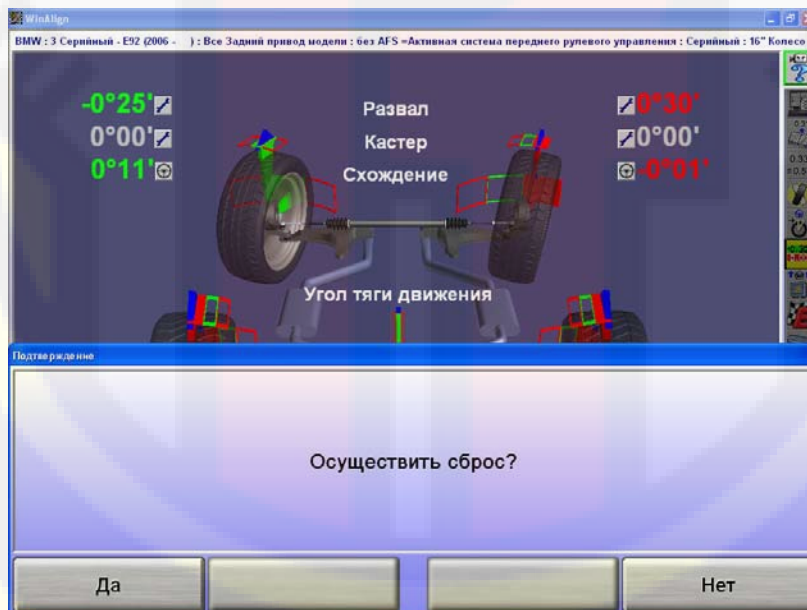 WinAlign
BMW : 3 Серийный - E92 (2006 - ) : Все Задний привод модели : без AFS =Активная система переднего рулевого управления : Серийный : 16" Колесо
-0°25' Развал 0°30'
0°00' Кастер 0°00'
0°11' Схождение -0°01'
Угол тяги движения
Подтверждение
Осуществить сброс?
Да Нет